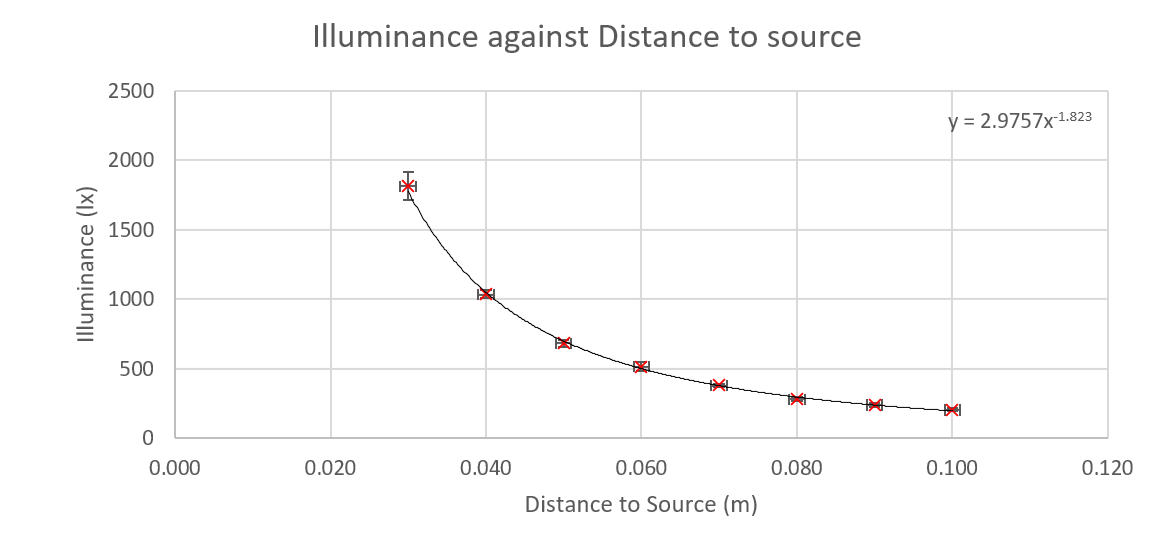 Illuminance against Distance to source
y = 2.9757x^-1.823
Illuminance (lx)
2500
2000
1500
1000
500
0
0.000 0.020 0.040 0.060 0.080 0.100 0.120
Distance to Source (m)